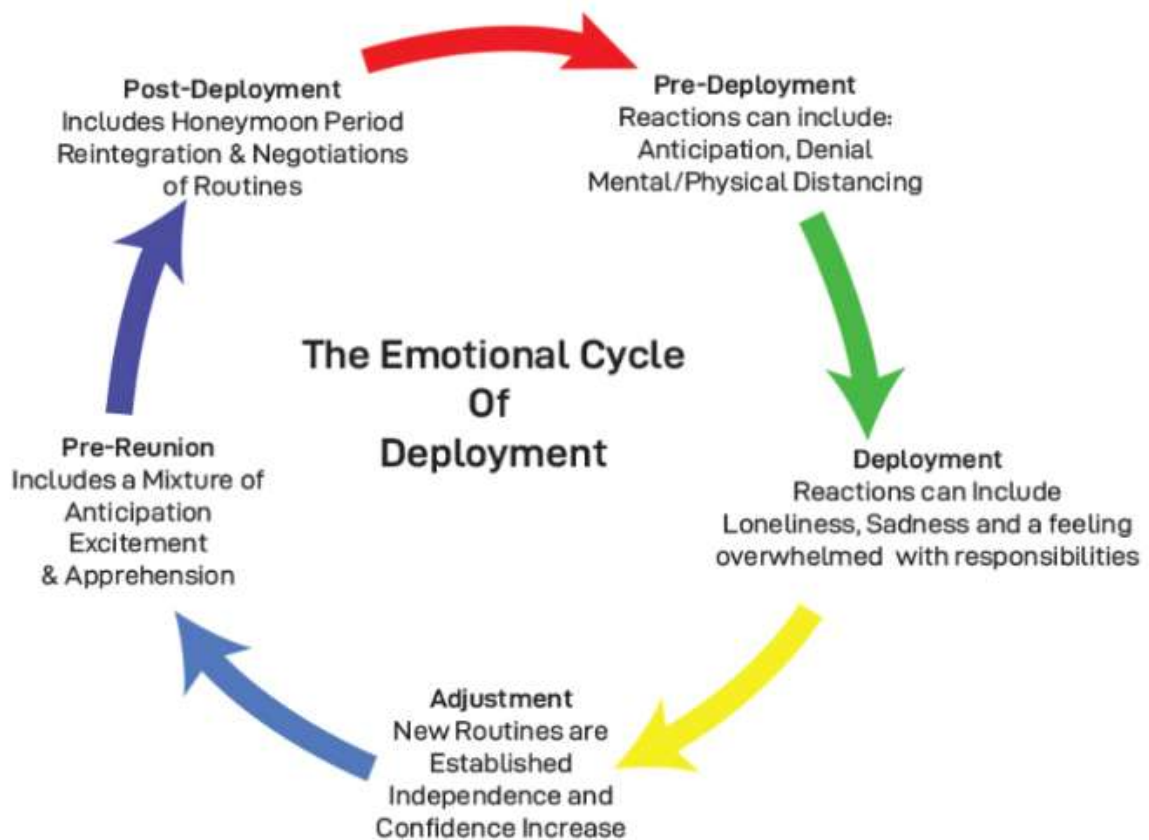 Post-Deployment
Includes Honeymoon Period
Reintegration & Negotiations
of Routines
Pre-Deployment
Reactions can include:
Anticipation, Denial
Mental/Physical Distancing
The Emotional Cycle
Of
Deployment
Pre-Reunion
Includes a Mixture of
Anticipation
Excitement
& Apprehension
Deployment
Reactions can Include
Loneliness, Sadness and a feeling
overwhelmed with responsibilities
Adjustment
New Routines are
Established
Independence and
Confidence Increase